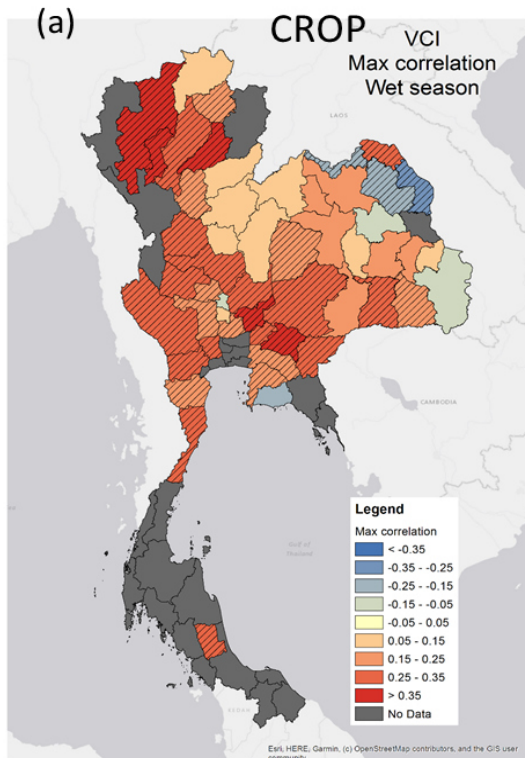 (a)
CROP
VCI
Max correlation
Wet season
LAOS
CAMBODIA
Gulf of
Thailand
Legend
Max correlation
< -0.35
-0.35 - -0.25
-0.25 - -0.15
-0.15 - -0.05
-0.05 - 0.05
0.05 - 0.15
0.15 - 0.25
0.25 - 0.35
> 0.35
No Data
Esri, HERE, Garmin, (c) OpenStreetMap contributors, and the GIS user
community